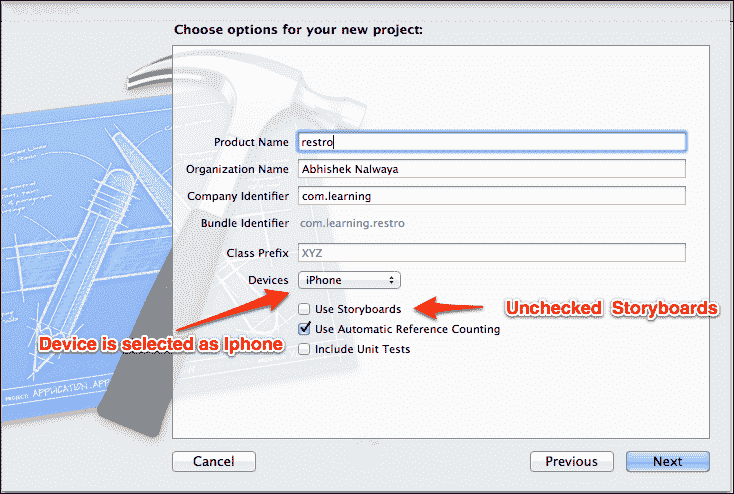 Choose options for your new project:
Product Name restro
Organization Name Abhishek Nalwaya
Company Identifier com.learning
Bundle Identifier com.learning.restro
Class Prefix XYZ
Devices iPhone
Use Storyboards
Unchecked Storyboards
Use Automatic Reference Counting
Device is selected as Iphone
Include Unit Tests
PROJECT APPLICATION.APP
Cancel Previous Next